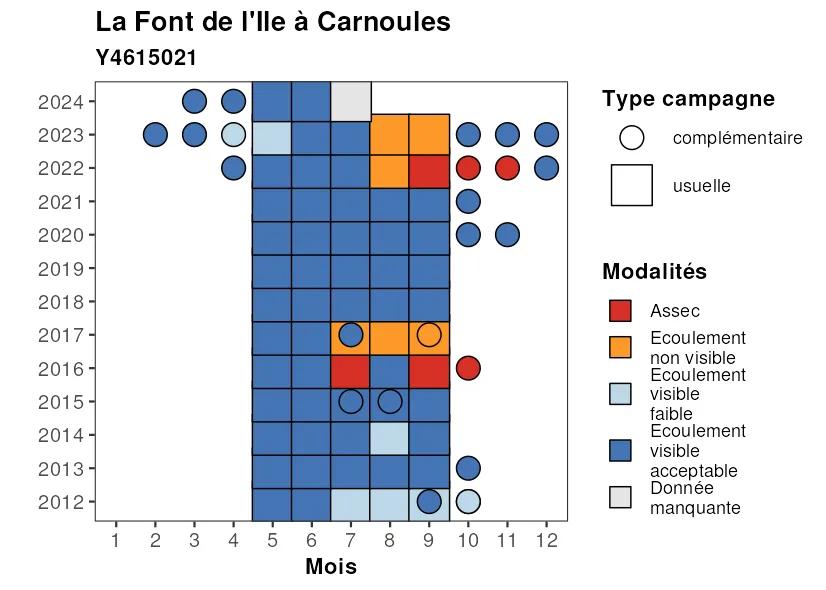 La Font de l'Ile à Carnoules
Y4615021
2024
2023
2022
2021
2020
2019
2018
2017
2016
2015
2014
2013
2012
1 2 3 4 5 6 7 8 9 10 11 12
Mois
Type campagne
complémentaire
usuelle
Modalités
Assec
Ecoulement
non visible
Ecoulement
visible
faible
Ecoulement
visible
acceptable
Donnée
manquante